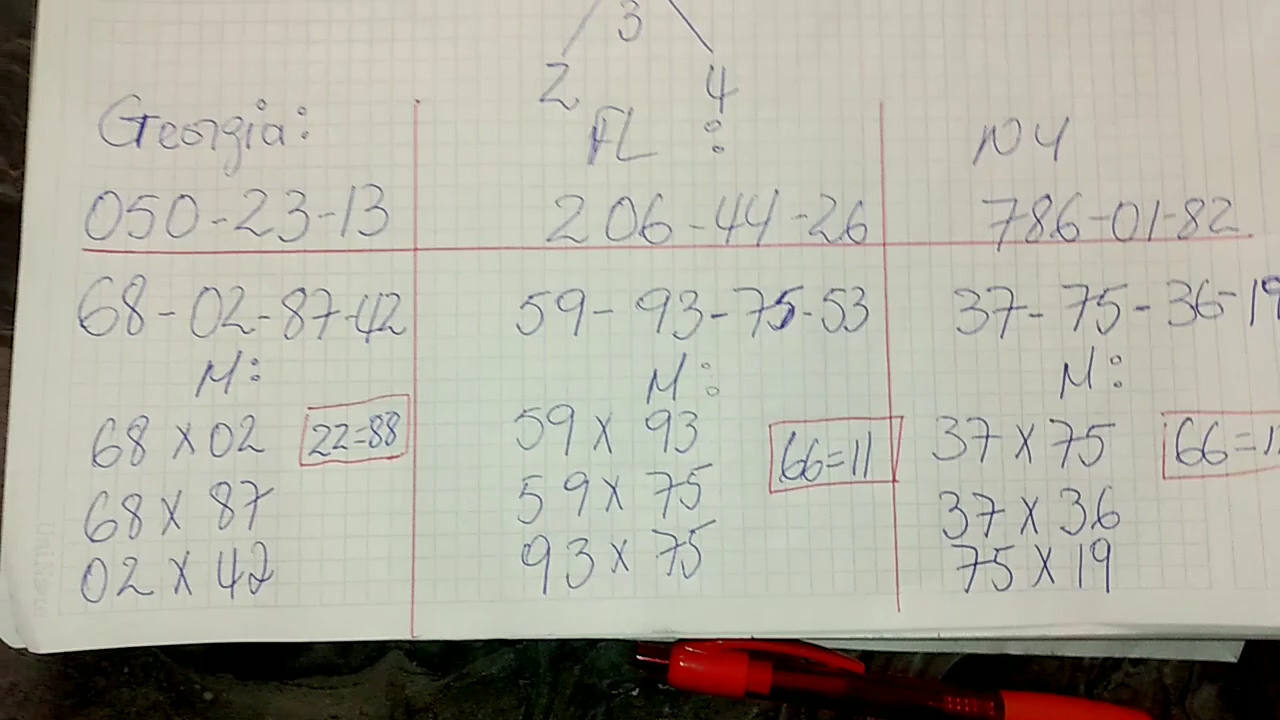 3
2 4
Georgia:
050-23-13
68-02-87-42
M:
68 x 02 22=88
68 x 87
02 x 42
FL :
206-44-26
59-93-75-53
M:
59 x 93 66=11
59 x 75
93 x 75
NY
786-01-82
37-75-36-19
M:
37 x 75 66=1
37 x 36
75 x 19